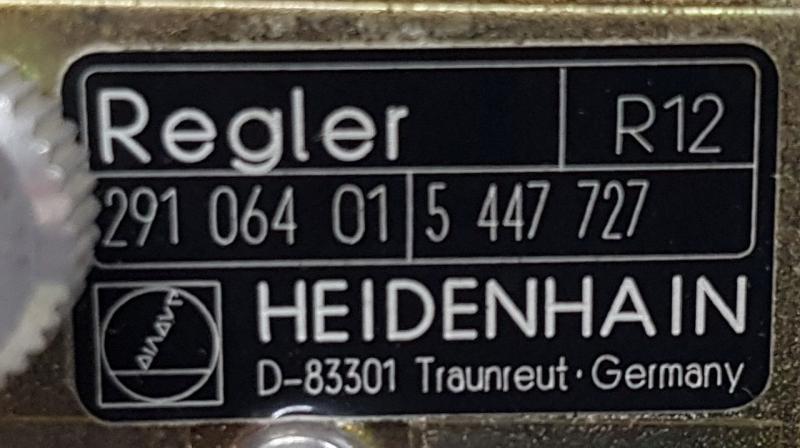 Regler R12
291 064 01 5 447 727
HEIDENHAIN
D-83301 Traunreut · Germany